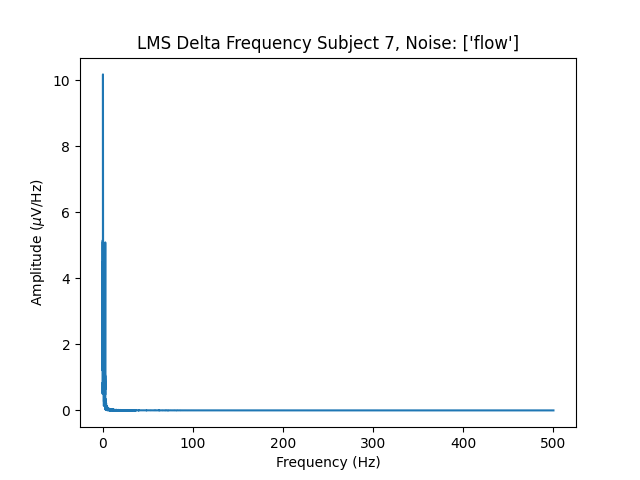 LMS Delta Frequency Subject 7, Noise: ['flow']
Amplitude (μV/Hz)
10
8
6
4
2
0
0 100 200 300 400 500
Frequency (Hz)